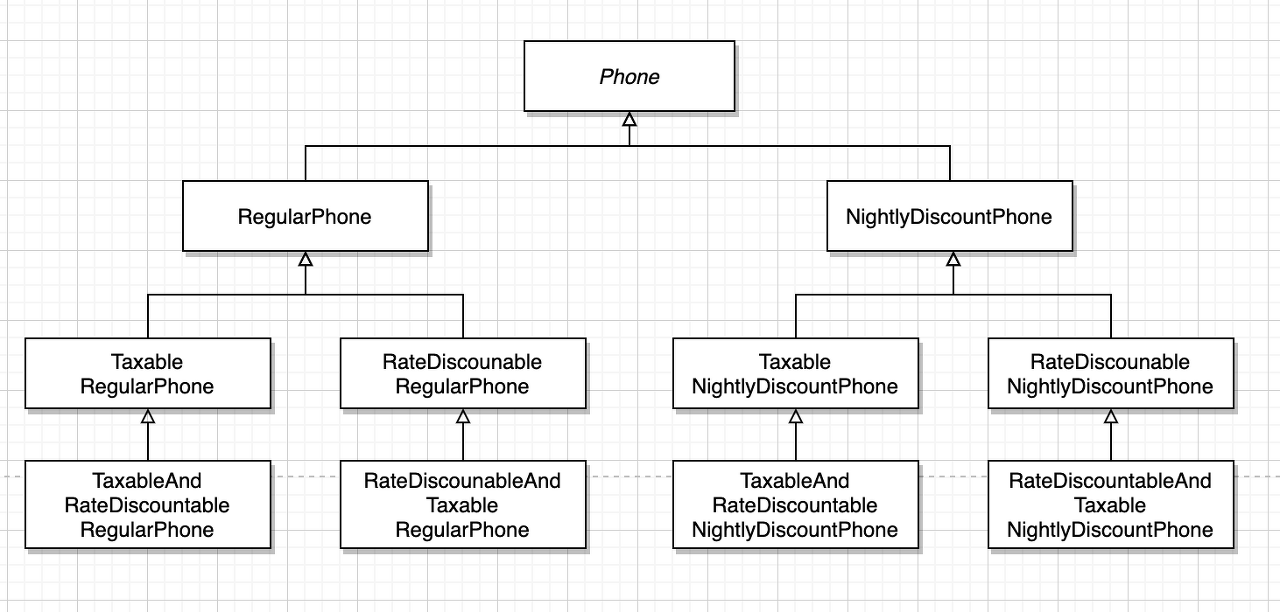 Phone
RegularPhone
NightlyDiscountPhone
Taxable
RegularPhone
RateDiscounable
RegularPhone
Taxable
NightlyDiscountPhone
RateDiscounable
NightlyDiscountPhone
TaxableAnd
RateDiscountable
RegularPhone
RateDiscounableAnd
Taxable
RegularPhone
TaxableAnd
RateDiscountable
NightlyDiscountPhone
RateDiscountableAnd
Taxable
NightlyDiscountPhone